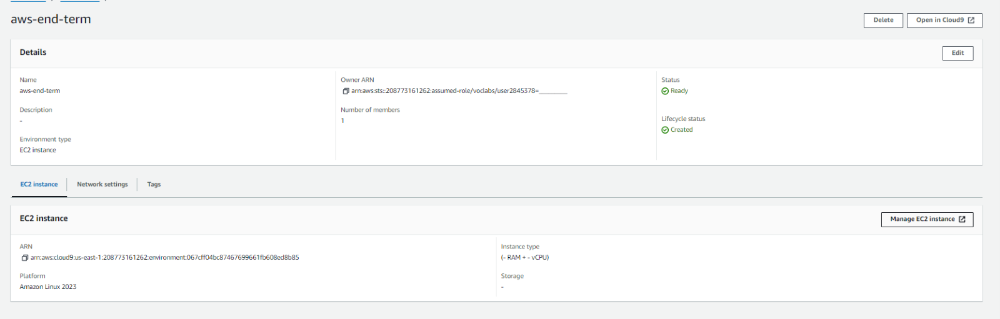 aws-end-term
Delete
Open in Cloud9
Details
Edit
Name
aws-end-term
Description
-
Environment type
EC2 instance
Owner ARN
arn:aws:sts::208773161262:assumed-role/voclabs/user2845378=_________
Number of members
1
Status
Ready
Lifecycle status
Created
EC2 instance
Network settings
Tags
EC2 instance
Manage EC2 instance
ARN
arn:aws:cloud9:us-east-1:208773161262:environment:067cff04bc87467699661fb608ed8b85
Platform
Amazon Linux 2023
Instance type
(- RAM + - vCPU)
Storage
-